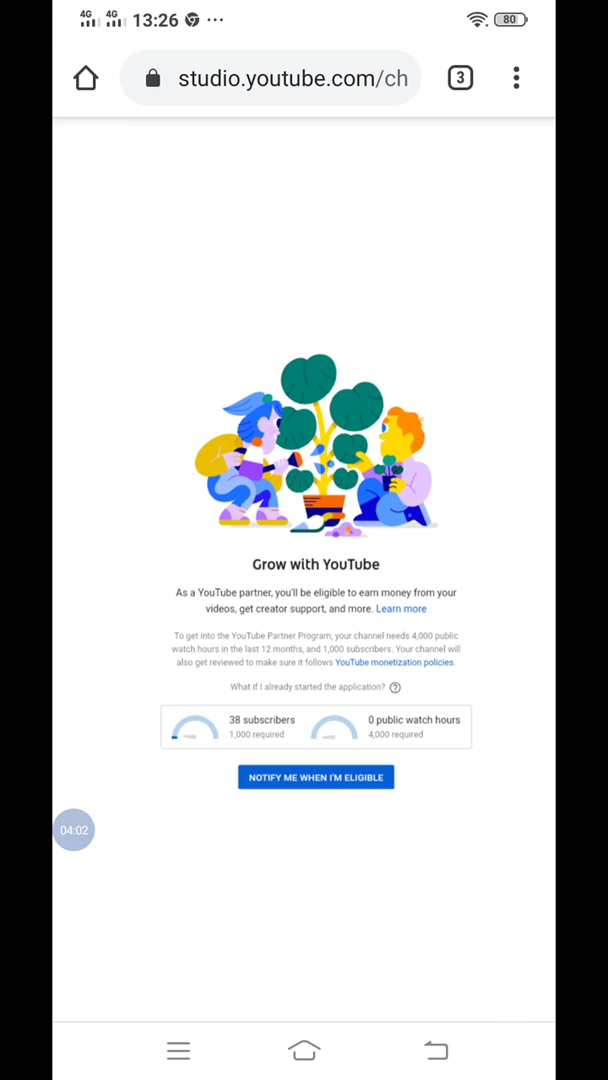 4G 4G 13:26 ... 80
studio.youtube.com/ch 3
Grow with YouTube
As a YouTube partner, you'll be eligible to earn money from your
videos, get creator support, and more. Learn more
To get into the YouTube Partner Program, your channel needs 4,000 public
watch hours in the last 12 months, and 1,000 subscribers. Your channel will
also get reviewed to make sure it follows YouTube monetization policies.
What if I already started the application? ?
38 subscribers 0 public watch hours
1,000 required 4,000 required
NOTIFY ME WHEN I'M ELIGIBLE
04:02